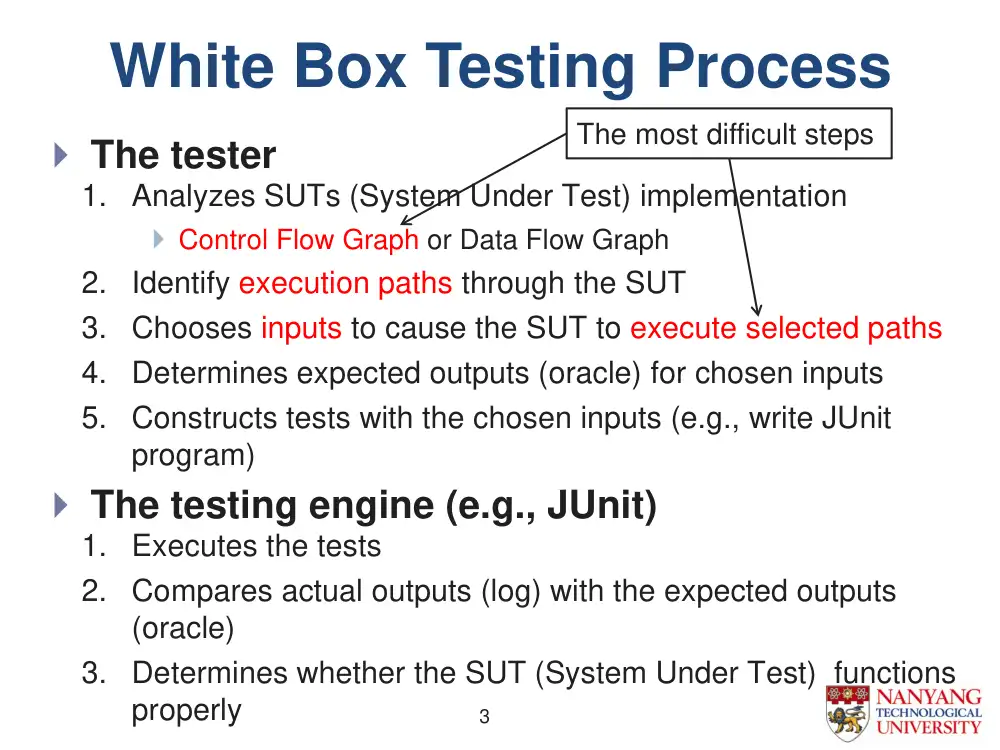 White Box Testing Process
The most difficult steps
The tester
1. Analyzes SUTs (System Under Test) implementation
Control Flow Graph or Data Flow Graph
2. Identify execution paths through the SUT
3. Chooses inputs to cause the SUT to execute selected paths
4. Determines expected outputs (oracle) for chosen inputs
5. Constructs tests with the chosen inputs (e.g., write JUnit
program)
The testing engine (e.g., JUnit)
1. Executes the tests
2. Compares actual outputs (log) with the expected outputs
(oracle)
3. Determines whether the SUT (System Under Test) functions
properly
3
NANYANG
TECHNOLOGICAL
UNIVERSITY